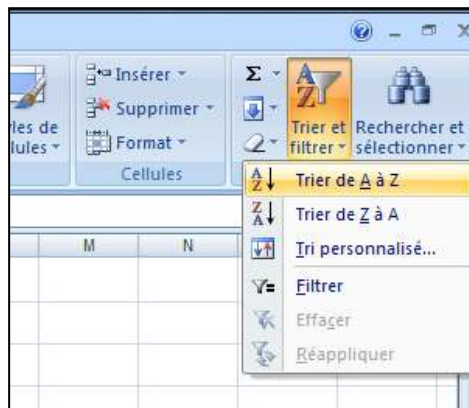 Insérer
Supprimer
Format
Cellules
Σ
Trier et
filtrer
Rechercher et
sélectionner
Trier de A à Z
Trier de Z à A
Tri personnalisé...
Filtrer
Effacer
Réappliquer
M N